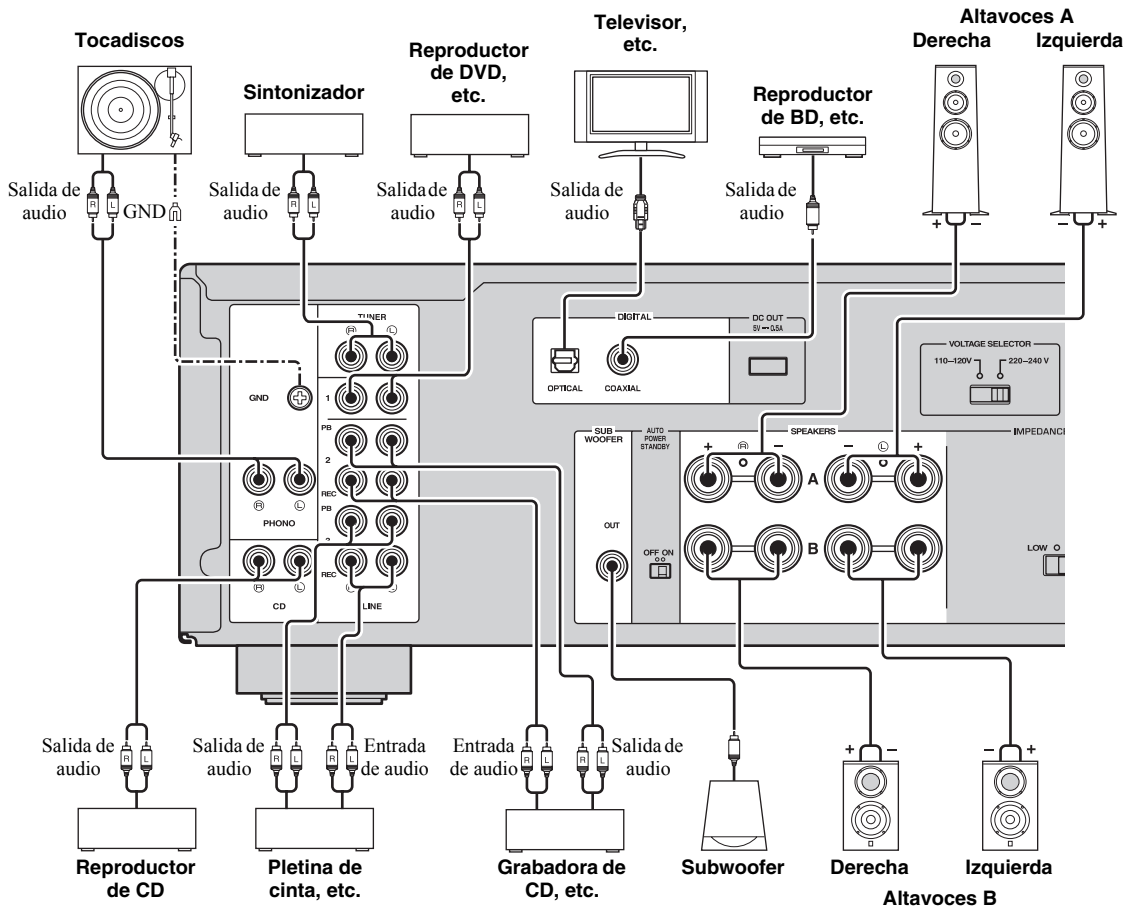 Tocadiscos
Sintonizador
Reproductor
de DVD,
etc.
Televisor,
etc.
Reproductor
de BD, etc.
Altavoces A
Derecha
Izquierda
Salida de
audio
R
L
GND
Salida de
audio
R
L
Salida de
audio
R
L
Salida de
audio
Salida de
audio
+ −
− +
TUNER
R
L
GND
1
PB
2
REC
PB
3
REC
R
L
PHONO
R
L
CD
LINE
DIGITAL
OPTICAL
COAXIAL
DC OUT
5V 0.5A
VOLTAGE SELECTOR
110–120V
220–240 V
SUB
WOOFER
OUT
AUTO
POWER
STANDBY
OFF ON
SPEAKERS
+ R −
− L +
A
B
IMPEDANCE
LOW
Salida de
audio
R
L
Salida de
audio
R
L
R
L
Entrada
de audio
Entrada
de audio
R
L
R
L
Salida de
audio
+ −
− +
Reproductor
de CD
Pletina de
cinta, etc.
Grabadora de
CD, etc.
Subwoofer
Derecha
Izquierda
Altavoces B